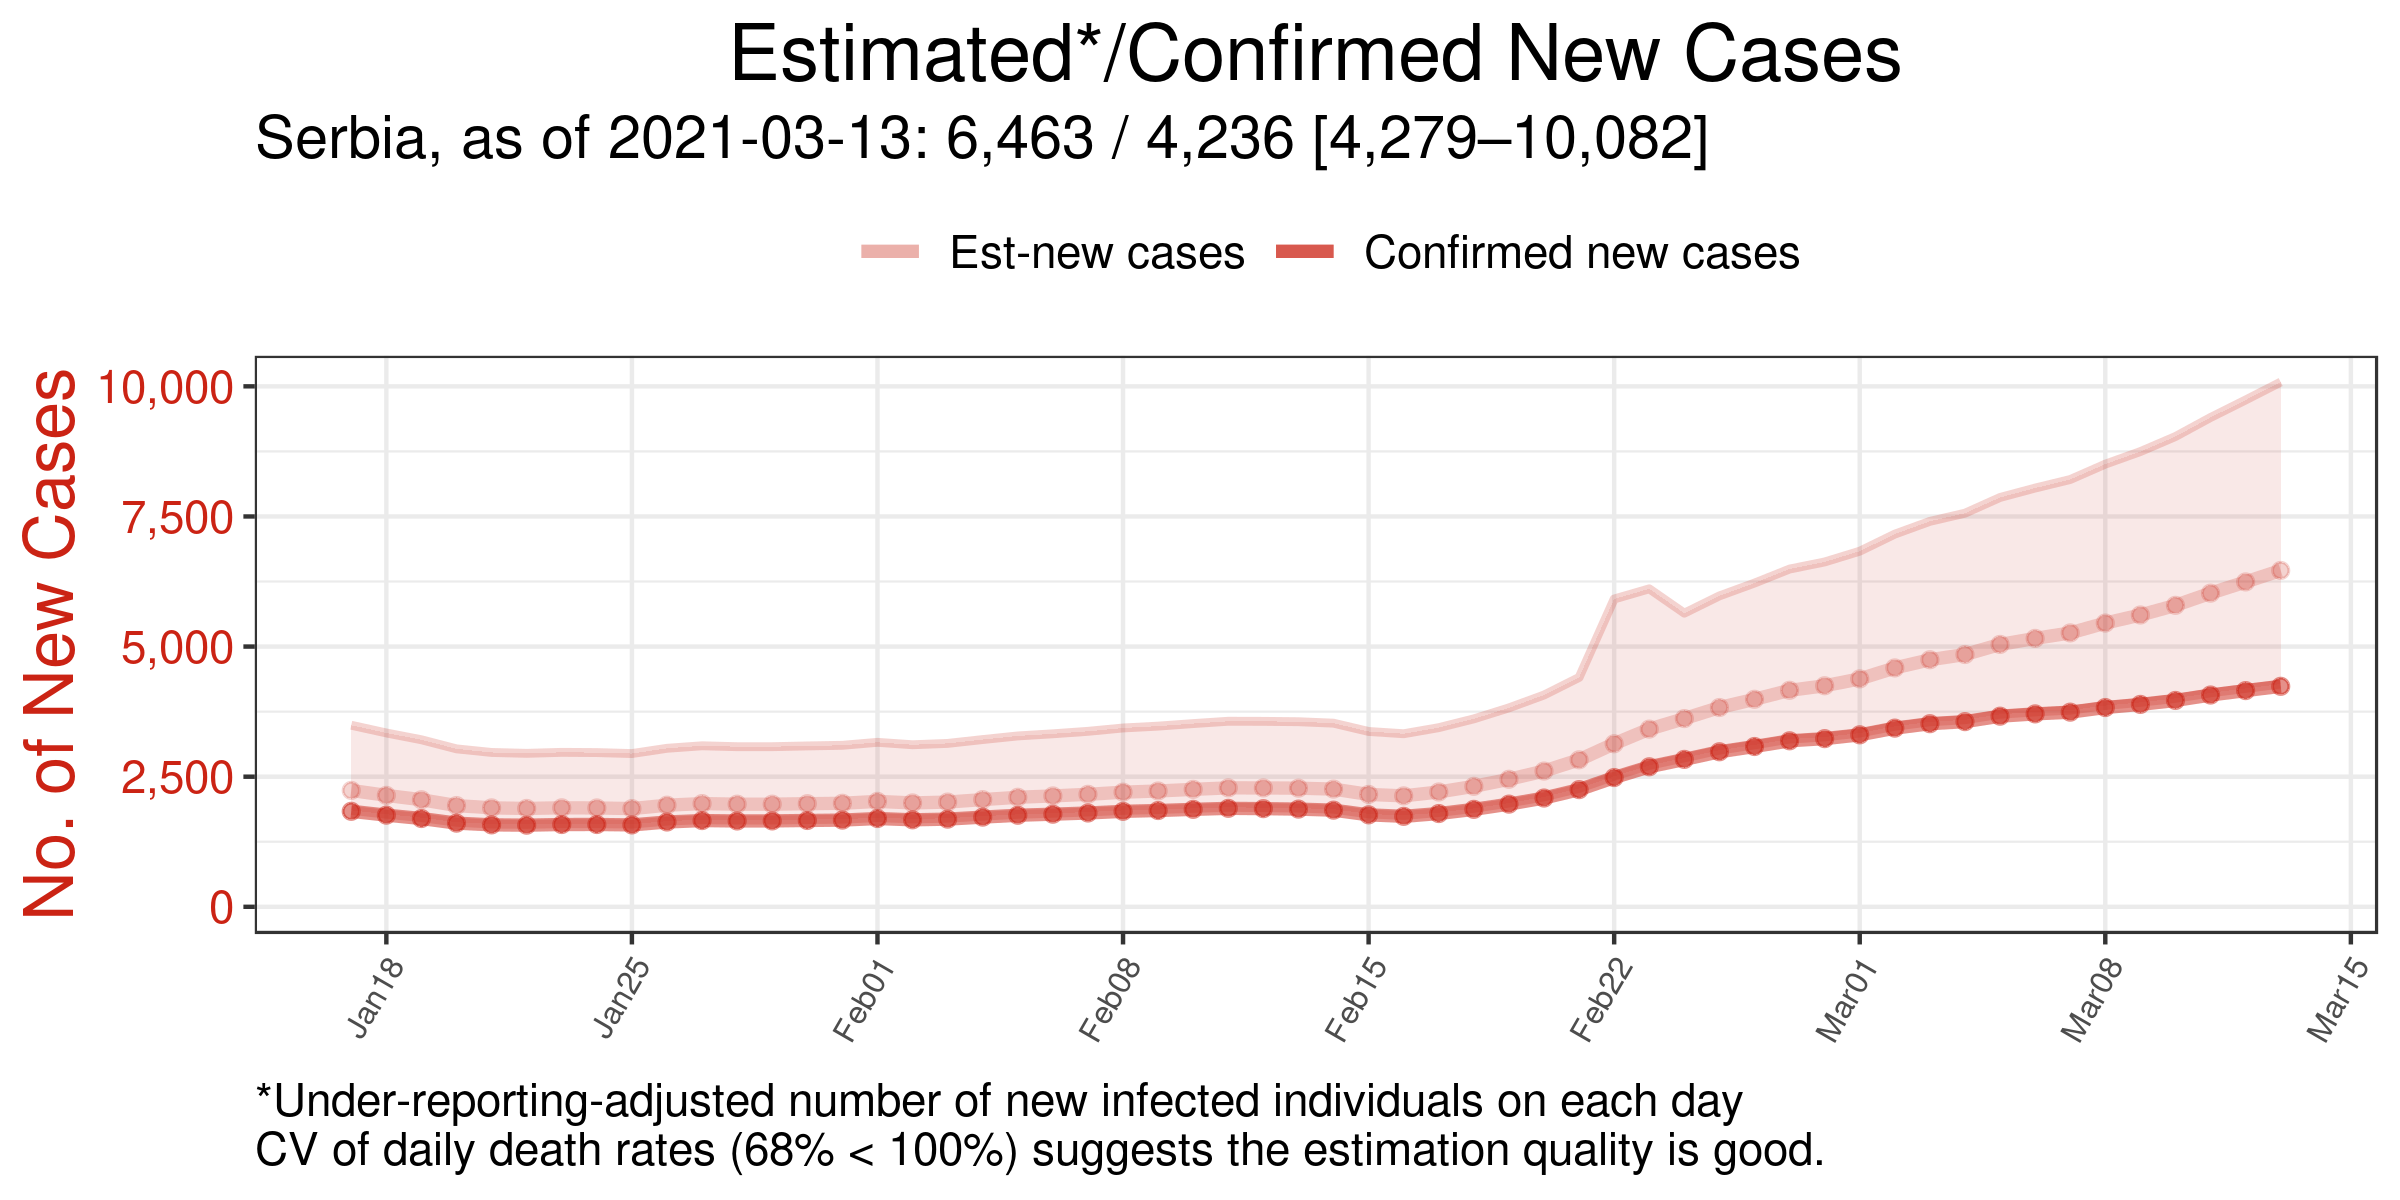 Estimated*/Confirmed New Cases
Serbia, as of 2021-03-13: 6,463 / 4,236 [4,279–10,082]
Est-new cases
Confirmed new cases
No. of New Cases
10,000
7,500
5,000
2,500
0
Jan18
Jan25
Feb01
Feb08
Feb15
Feb22
Mar01
Mar08
Mar15
*Under-reporting-adjusted number of new infected individuals on each day
CV of daily death rates (68% < 100%) suggests the estimation quality is good.